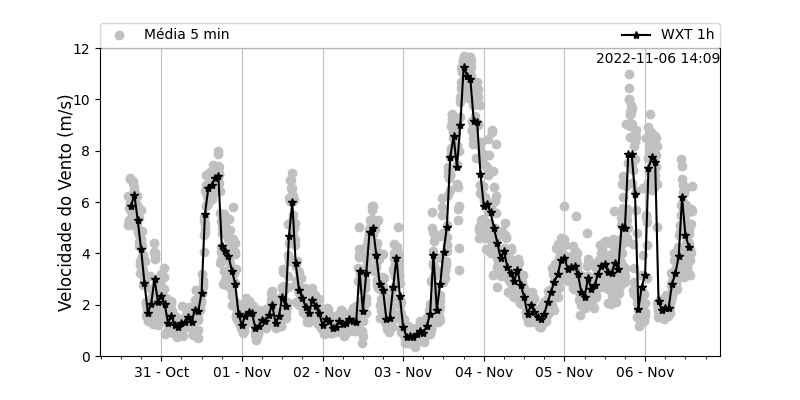 Média 5 min
WXT 1h
2022-11-06 14:09
12
10
8
6
4
2
0
Velocidade do Vento (m/s)
31 - Oct
01 - Nov
02 - Nov
03 - Nov
04 - Nov
05 - Nov
06 - Nov